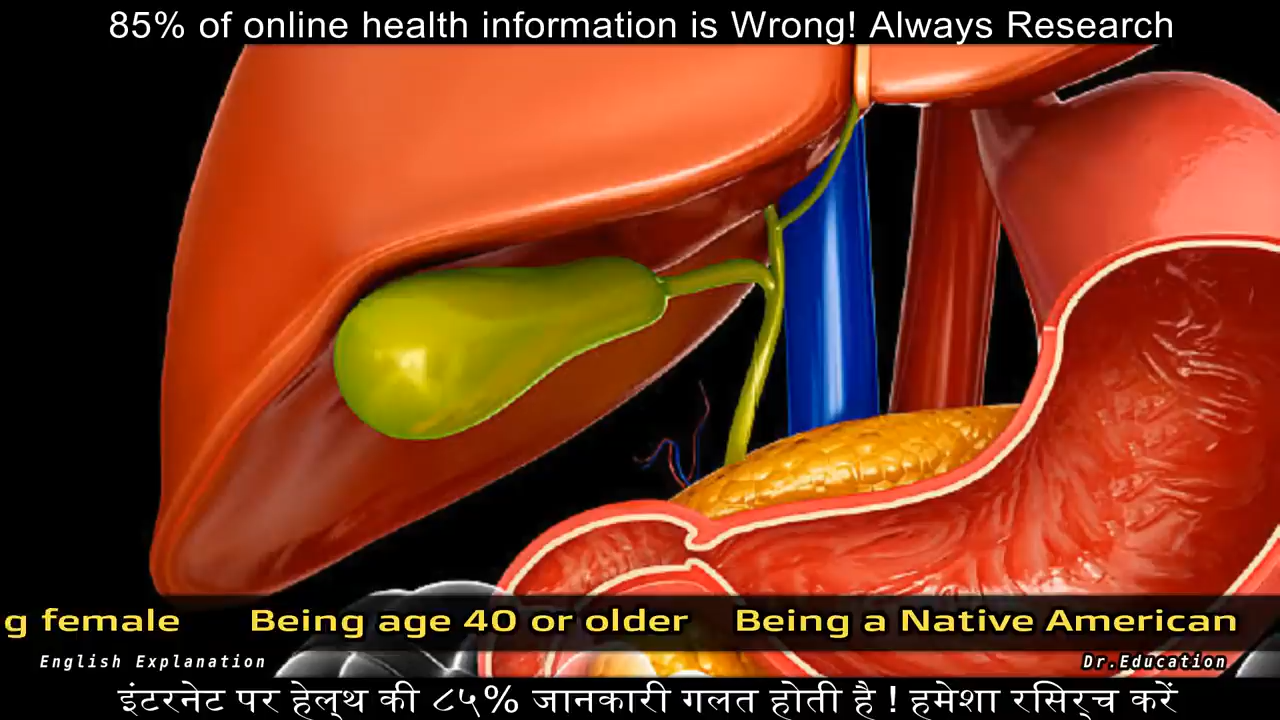 85% of online health information is Wrong! Always Research
g female Being age 40 or older Being a Native American
English Explanation Dr.Education
इंटरनेट पर हेल्थ की ८५% जानकारी गलत होती है ! हमेशा रिसर्च करें